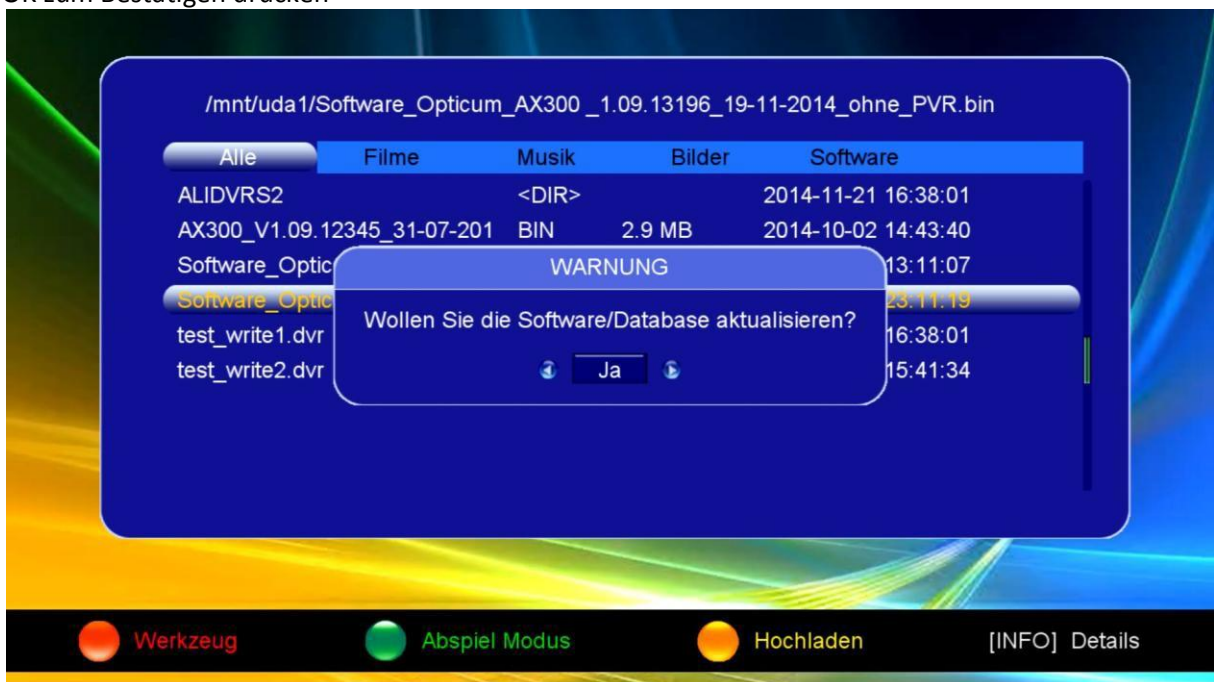 OK zum Bestätigen drücken
/mnt/uda1/Software_Opticum_AX300 _1.09.13196_19-11-2014_ohne_PVR.bin
Alle Filme Musik Bilder Software
ALIDVRS2 <DIR> 2014-11-21 16:38:01
AX300_V1.09.12345_31-07-201 BIN 2.9 MB 2014-10-02 14:43:40
Software_Optic 13:11:07
WARNUNG
Software_Optic 23:11:19
Wollen Sie die Software/Database aktualisieren?
test_write1.dvr 16:38:01
Ja
test_write2.dvr 15:41:34
Werkzeug Abspiel Modus Hochladen [INFO] Details